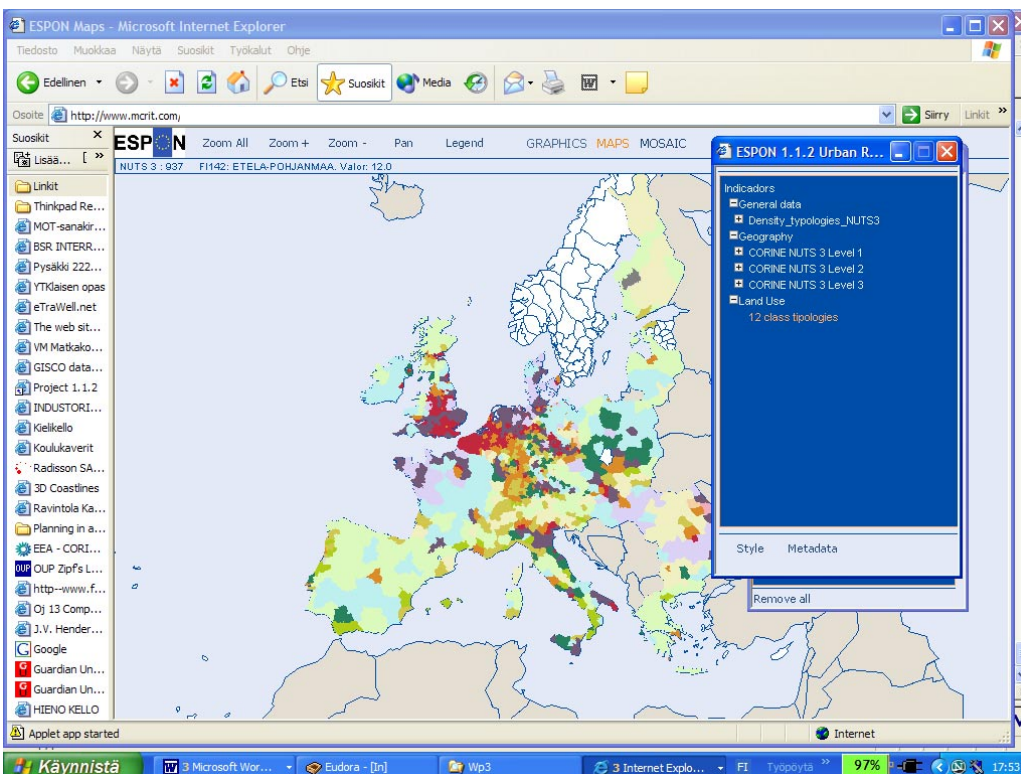 ESPON Maps - Microsoft Internet Explorer
Tiedosto Muokkaa Näytä Suosikit Työkalut Ohje
Edellinen Etsi Suosikit Media
Osoite http://www.mcrit.com/ Siirry Linkit »
Suosikit ×
Lisää... [ »
Linkit
Thinkpad Re...
MOT-sanakir...
BSR INTERR...
Pysäkki 222...
YTKlaisen opas
eTraWell.net
The web sit...
VM Matkako...
GISCO data...
Project 1.1.2
INDUSTORI...
Kielikello
Koulukaverit
Radisson SA...
3D Coastlines
Ravintola Ka...
Planning in a...
EEA - CORI...
OUP OUP Zipf's L...
http--www.f...
Oj 13 Comp...
J.V. Hender...
Google
Guardian Un...
Guardian Un...
HIENO KELLO
ESPON Zoom All Zoom + Zoom - Pan Legend GRAPHICS MAPS MOSAIC
NUTS 3 : 937 FI142: ETELA-POHJANMAA. Valor: 12.0
ESPON 1.1.2 Urban R...
Indicadors
General data
Density_typologies_NUTS3
Geography
CORINE NUTS 3 Level 1
CORINE NUTS 3 Level 2
CORINE NUTS 3 Level 3
Land Use
12 class tipologies
Style Metadata
Remove all
Applet app started Internet
Käynnistä 3 Microsoft Wor... Eudora - [In] Wp3 3 Internet Explo... FI Työpöytä » 97% 17:53